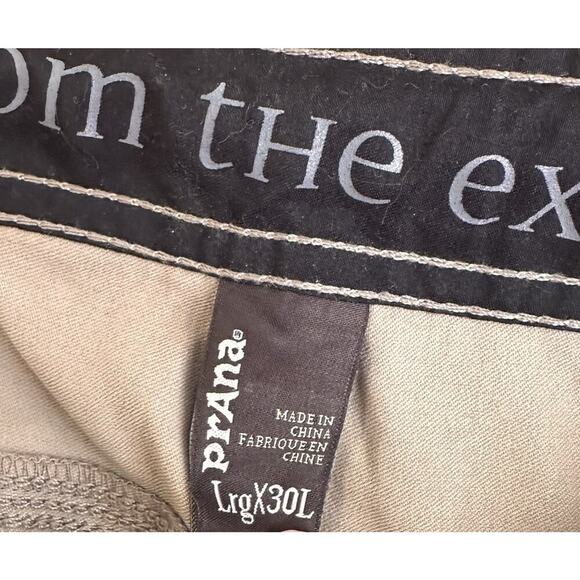 om tHE ex
prAna®
MADE IN
CHINA
FABRIQUE EN
CHINE
LrgX30L